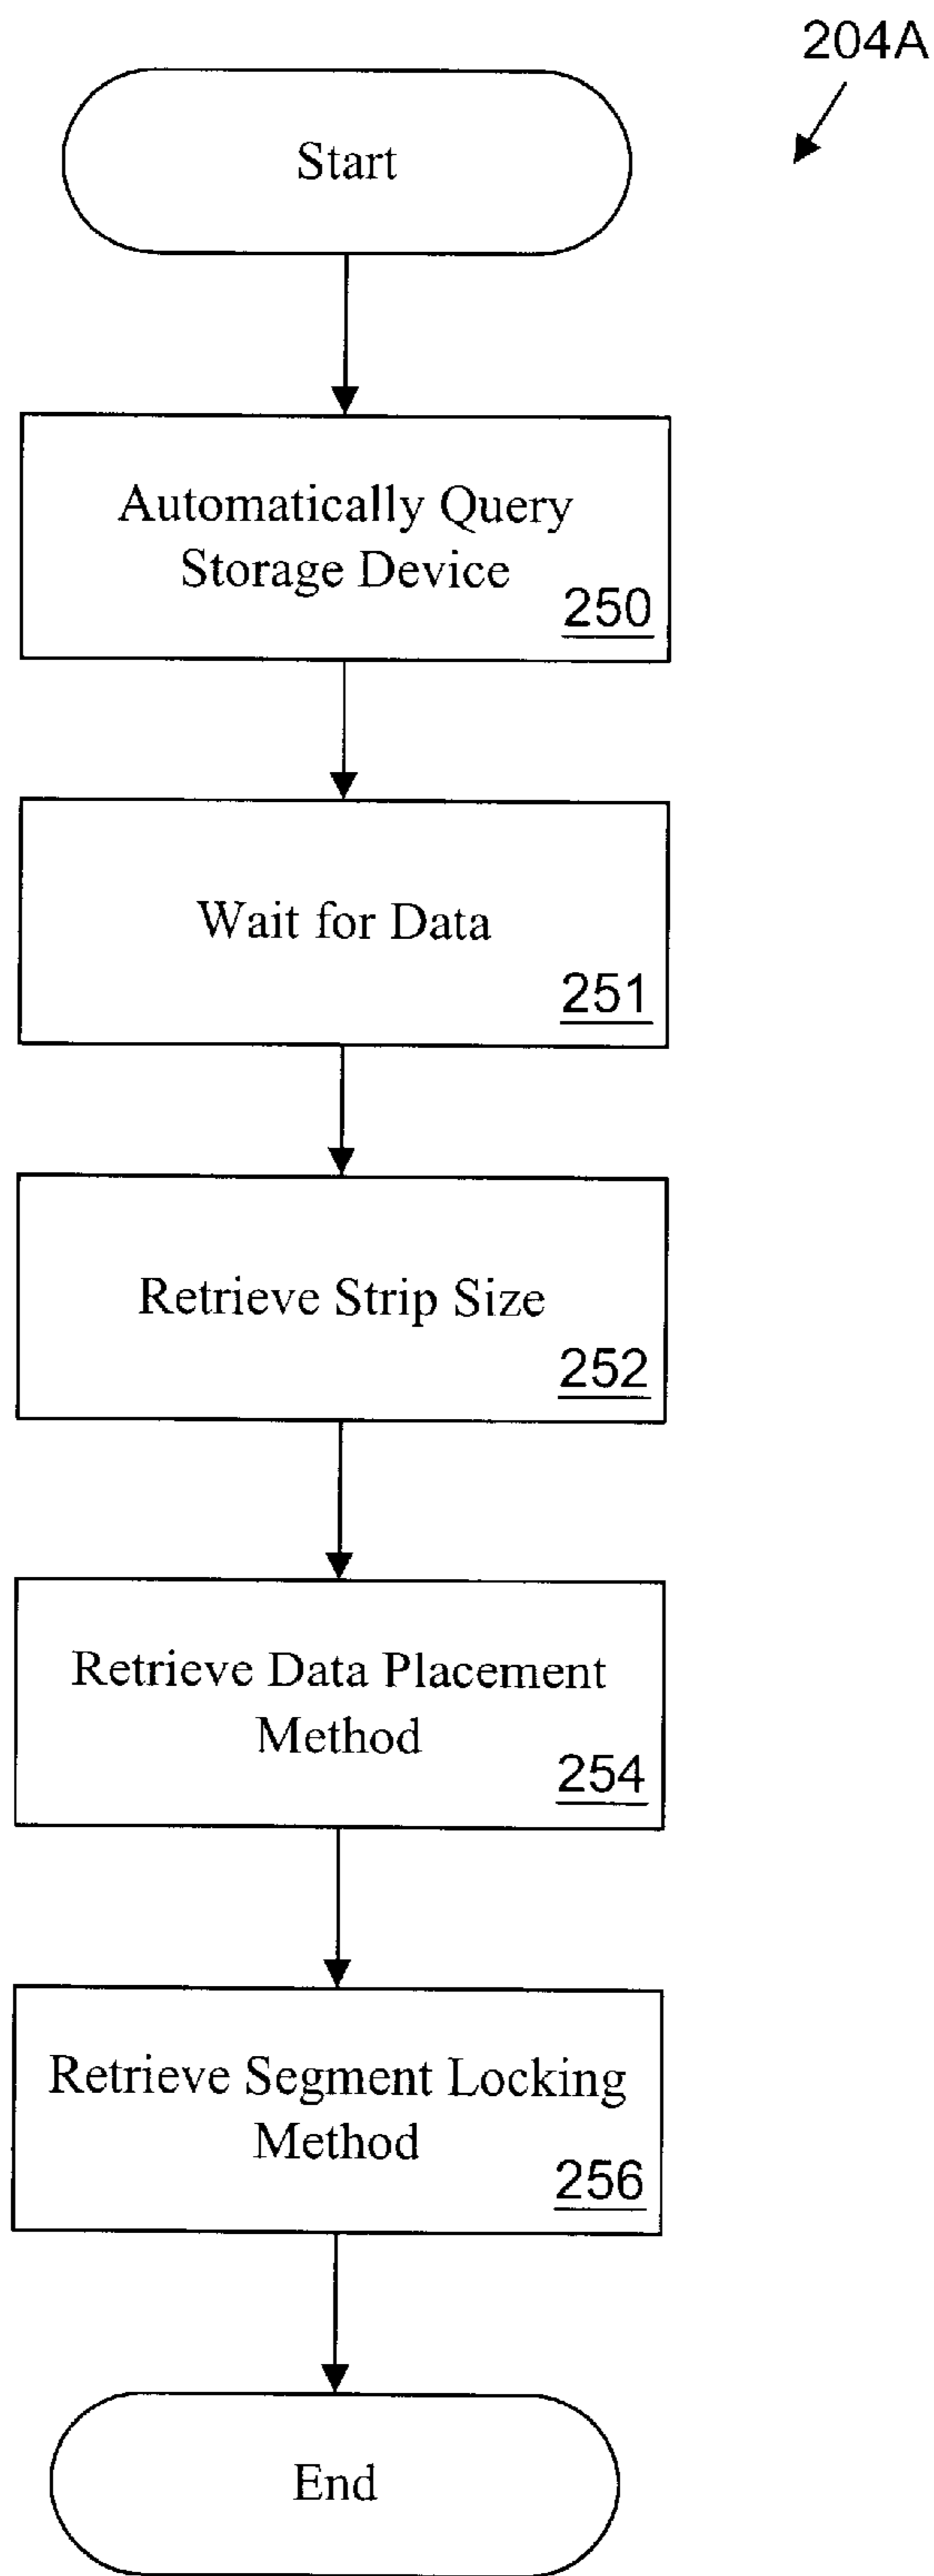 204A
Start
Automatically Query
Storage Device
250
Wait for Data
251
Retrieve Strip Size
252
Retrieve Data Placement
Method
254
Retrieve Segment Locking
Method
256
End